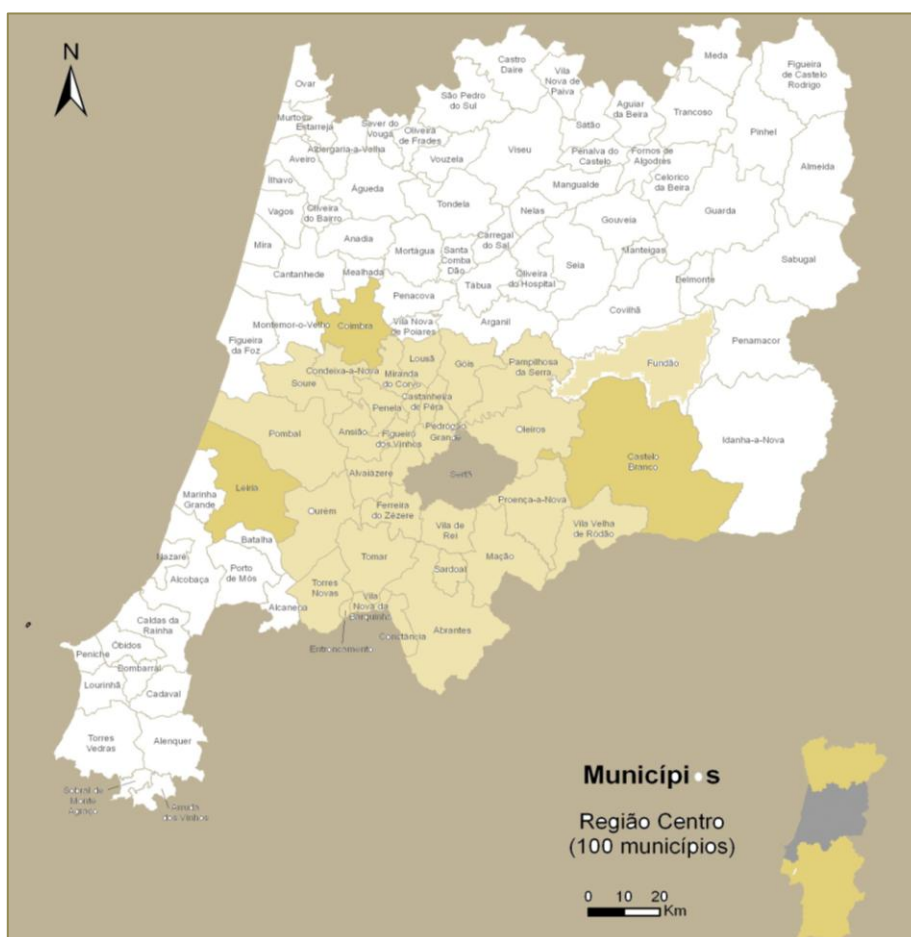 N
Ovar
Castro
Daire
Vila
Nova de
Paiva
Meda
Figueira
de Castelo
Rodrigo
São Pedro
do Sul
Aguiar
da Beira
Trancoso
Murtosa
Estarreja
Sever do
Vouga
Oliveira
de Frades
Satão
Pinhel
Albergaria-a-Velha
Aveiro
Vouzela
Viseu
Penalva do
Castelo
Fornos de
Algodres
Almeida
Ílhavo
Águeda
Mangualde
Celorico
da Beira
Vagos
Oliveira
do Bairro
Tondela
Nelas
Gouveia
Guarda
Mira
Anadia
Mortágua
Santa
Comba
Dão
Carregal
do Sal
Seia
Manteigas
Sabugal
Cantanhede
Mealhada
Tábua
Oliveira
do Hospital
Belmonte
Penacova
Covilhã
Montemor-o-Velho
Coimbra
Vila Nova
de Poiares
Arganil
Penamacor
Figueira
da Foz
Lousã
Góis
Pampilhosa
da Serra
Fundão
Condeixa-a-Nova
Soure
Miranda
do Corvo
Castanheira
de Pêra
Penela
Pombal
Ansião
Figueiró
dos Vinhos
Pedrógão
Grande
Oleiros
Idanha-a-Nova
Castelo
Branco
Alvaiázere
Sertã
Leiria
Marinha
Grande
Proença-a-Nova
Ourém
Ferreira
do Zêzere
Vila de
Rei
Vila Velha
de Ródão
Batalha
Nazaré
Porto
de Mós
Tomar
Mação
Sardoal
Alcobaça
Torres
Novas
Vila
Nova da
Barquinha
Alcanena
Constância
Abrantes
Entroncamento
Caldas da
Rainha
Óbidos
Peniche
Bombarral
Lourinhã
Cadaval
Torres
Vedras
Alenquer
Sobral de
Monte
Agraço
Arruda
dos Vinhos
Municípios
Região Centro
(100 municípios)
0 10 20
Km